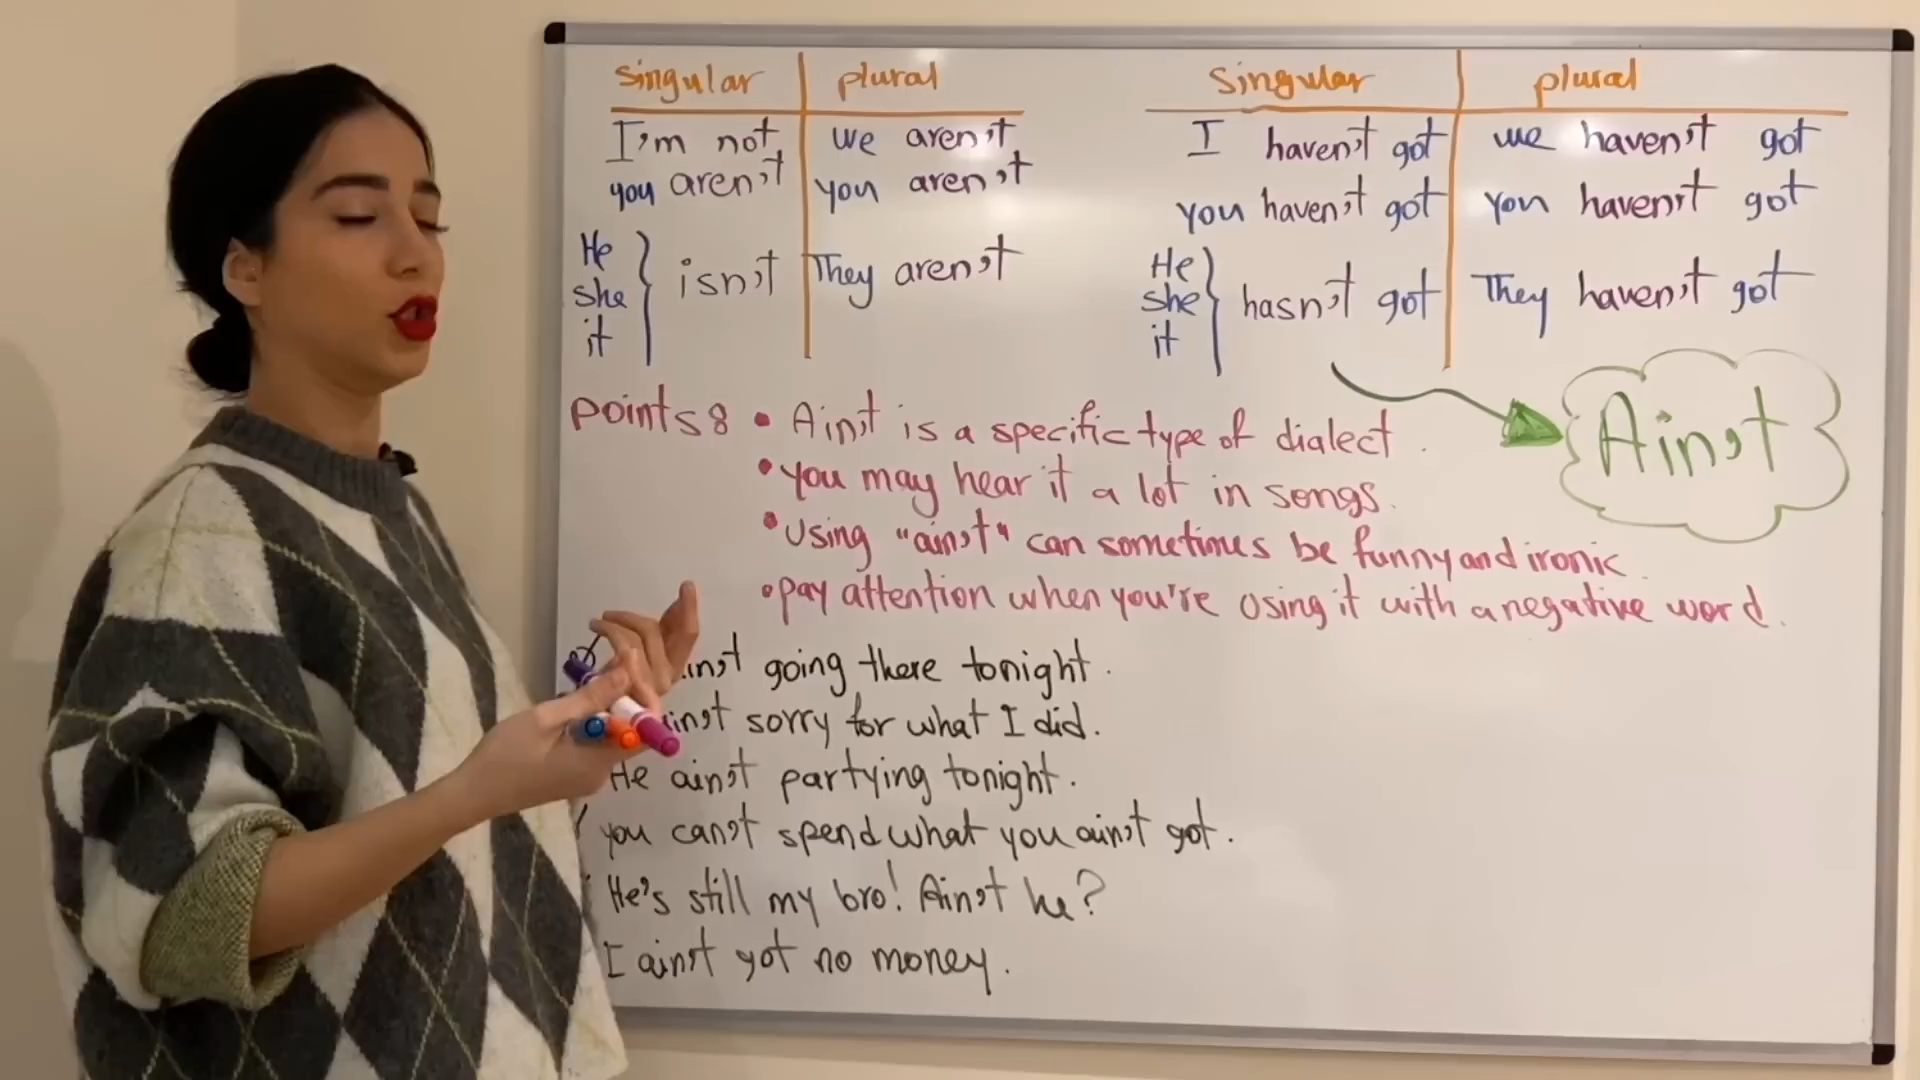 singular plural
I'm not we aren't
you aren't you aren't
He
she
it
isn't They aren't
singular plural
I haven't got we haven't got
you haven't got you haven't got
He
she
it
hasn't got They haven't got
Ain't
points: • Ain't is a specific type of dialect.
• you may hear it a lot in songs.
• Using "ain't" can sometimes be funny and ironic.
• pay attention when you're using it with a negative word.
going there tonight.
sorry for what I did.
He ain't partying tonight.
you can't spend what you ain't got.
He's still my bro! Ain't he?
I ain't got no money.